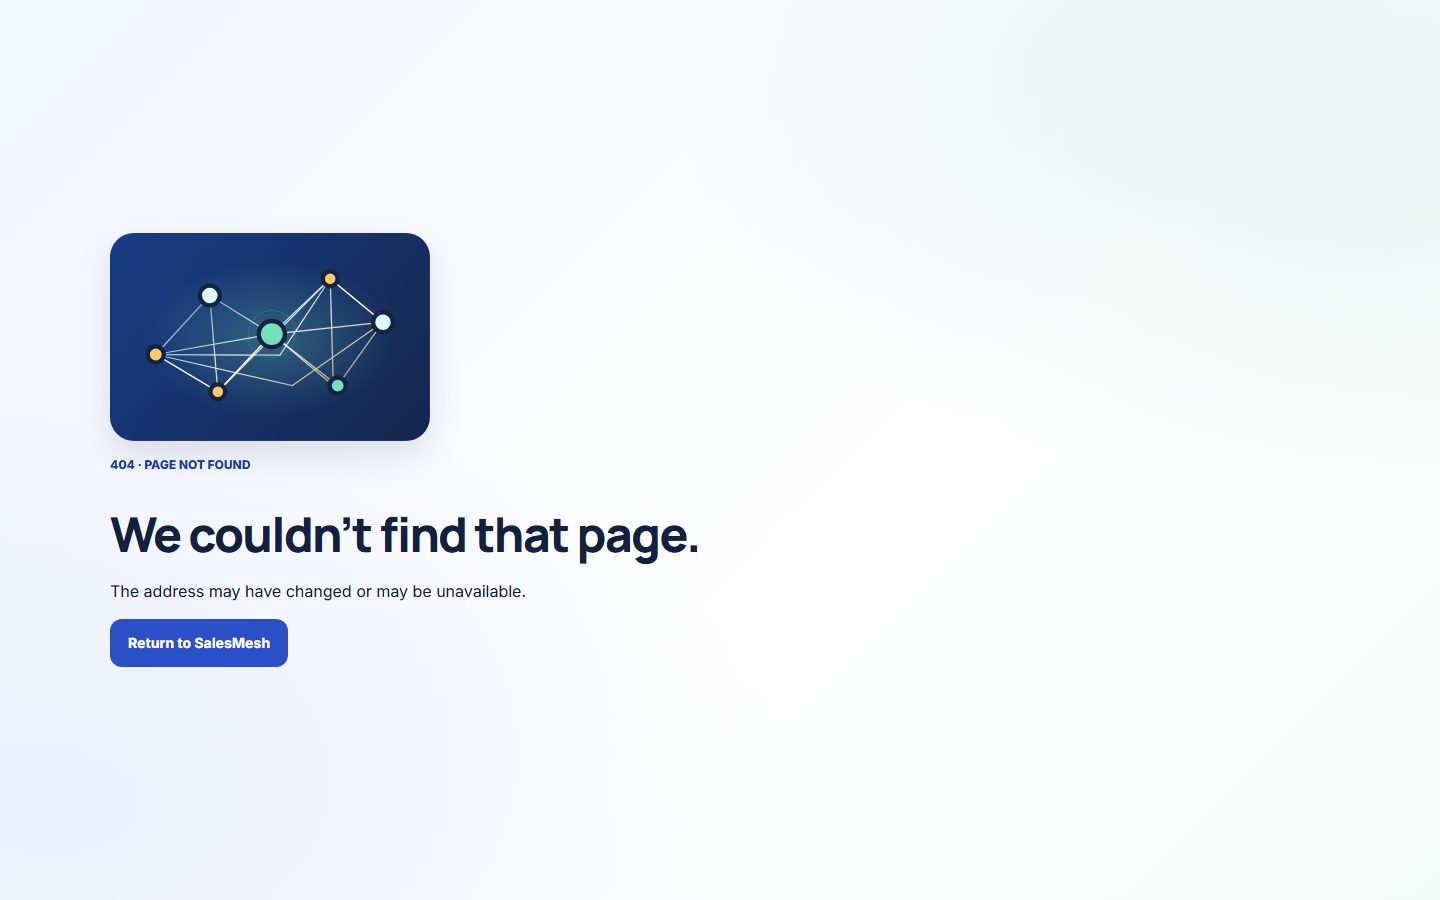 404 · PAGE NOT FOUND
We couldn’t find that page.
The address may have changed or may be unavailable.
Return to SalesMesh